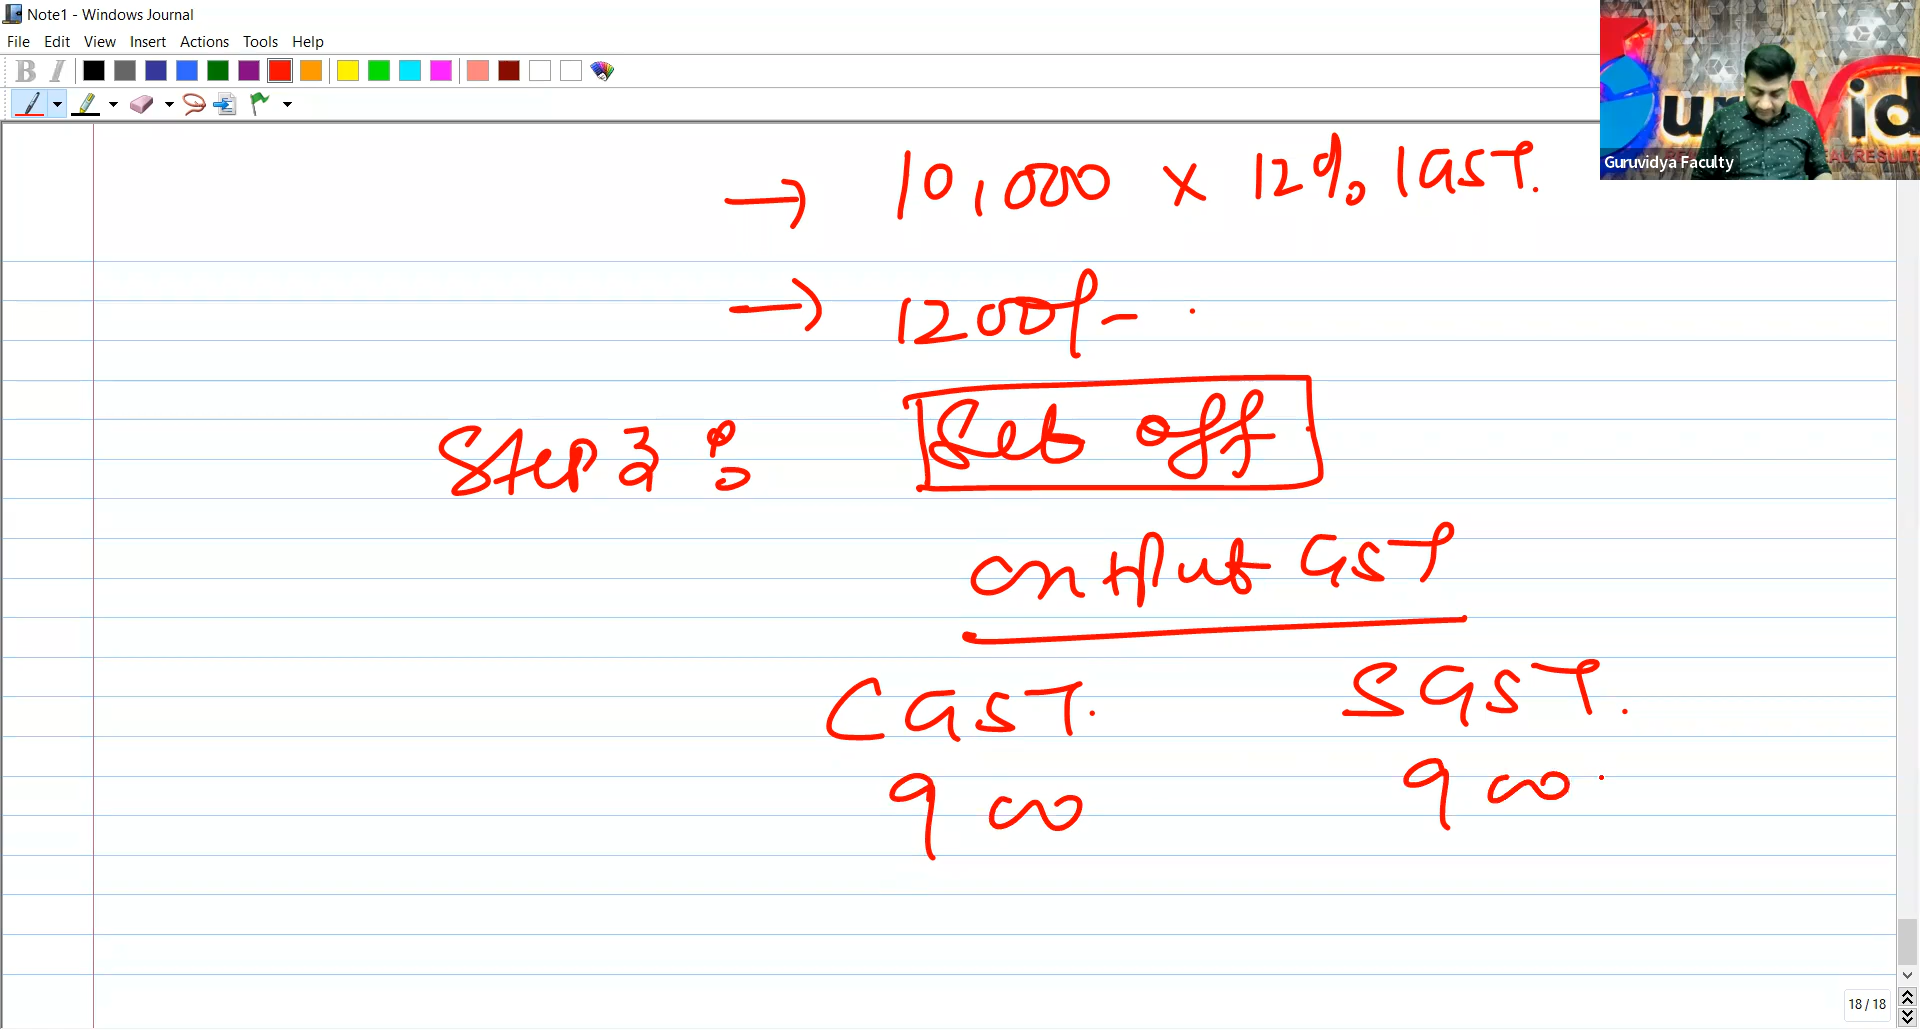 Note1 - Windows Journal
File Edit View Insert Actions Tools Help
B I
→ 10,000 x 12% IGST.
→ 1200/-
Step 3 : Set off
output GST
CGST. SGST.
900 900
Guruvidya Faculty
18 / 18